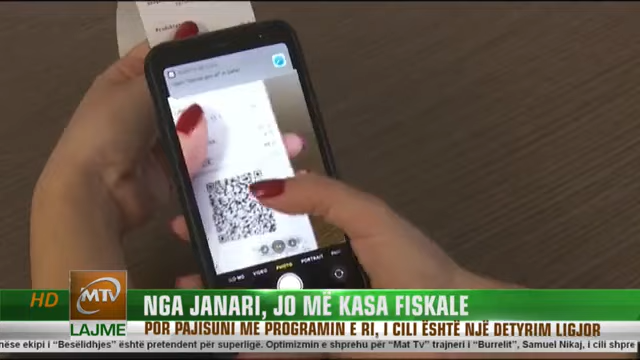 VIDEO
PHOTO
PORTRAIT
HD
MTV
LAJME
NGA JANARI, JO MË KASA FISKALE
POR PAJISUNI ME PROGRAMIN E RI, I CILI ËSHTË NJË DETYRIM LIGJOR
nëse ekipi i "Besëlidhjes" është pretendent për superligë. Optimizmin e shprehu për "Mat Tv" trajneri i "Burrelit", Samuel Nikaj, i cili es